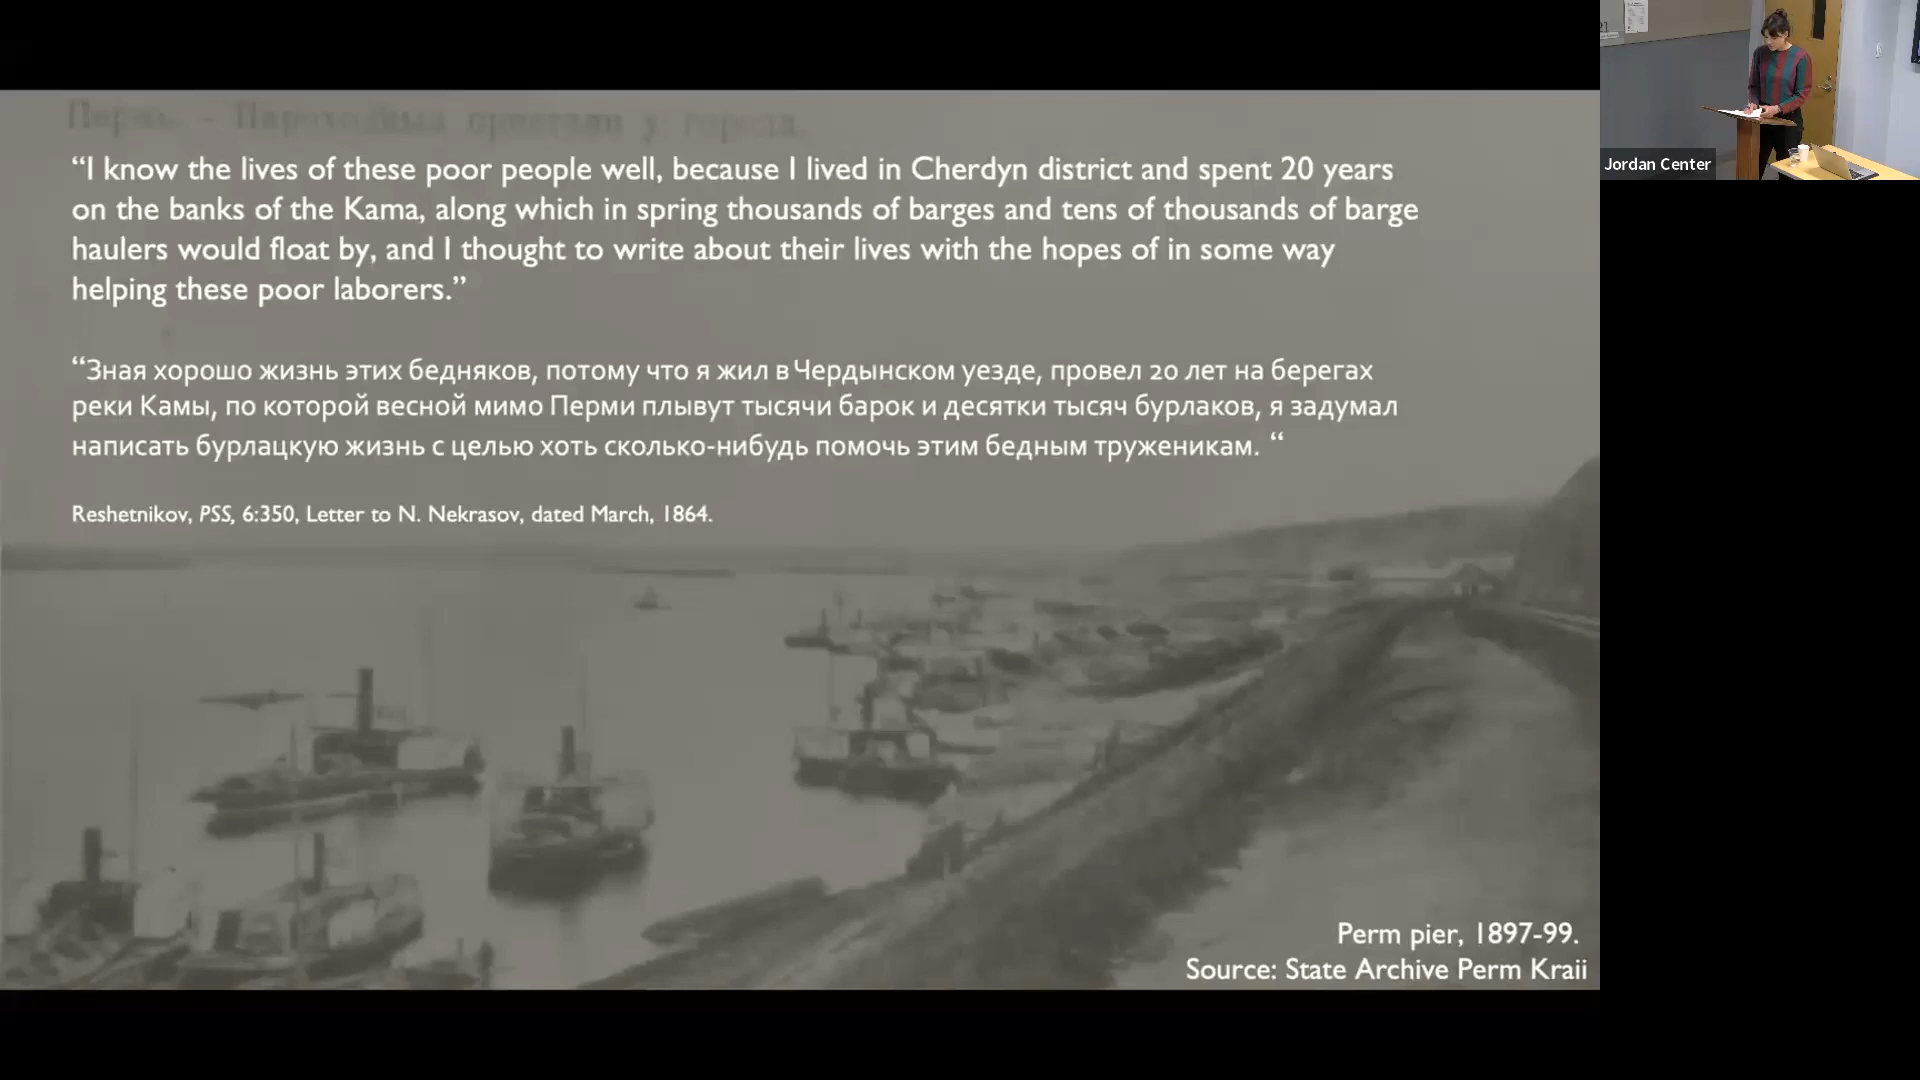 Пермь. - Пароходныя пристани у города.
“I know the lives of these poor people well, because I lived in Cherdyn district and spent 20 years
on the banks of the Kama, along which in spring thousands of barges and tens of thousands of barge
haulers would float by, and I thought to write about their lives with the hopes of in some way
helping these poor laborers.”
“Зная хорошо жизнь этих бедняков, потому что я жил в Чердынском уезде, провел 20 лет на берегах
реки Камы, по которой весной мимо Перми плывут тысячи барок и десятки тысяч бурлаков, я задумал
написать бурлацкую жизнь с целью хоть сколько-нибудь помочь этим бедным труженикам. “
Reshetnikov, PSS, 6:350, Letter to N. Nekrasov, dated March, 1864.
Perm pier, 1897-99.
Source: State Archive Perm Kraii
Jordan Center